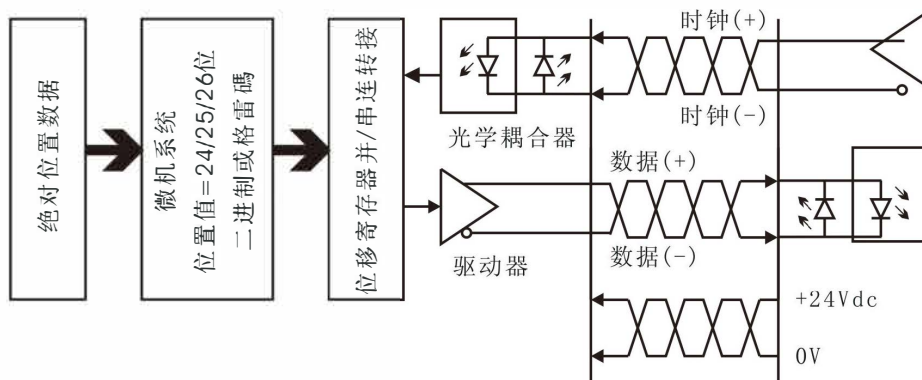 绝对位置数据
微机系统
位置值=24/25/26位
二进制或格雷碼
位移寄存器并/串连转接
光学耦合器
驱动器
时钟(+)
时钟(-)
数据(+)
数据(-)
+24Vdc
0V